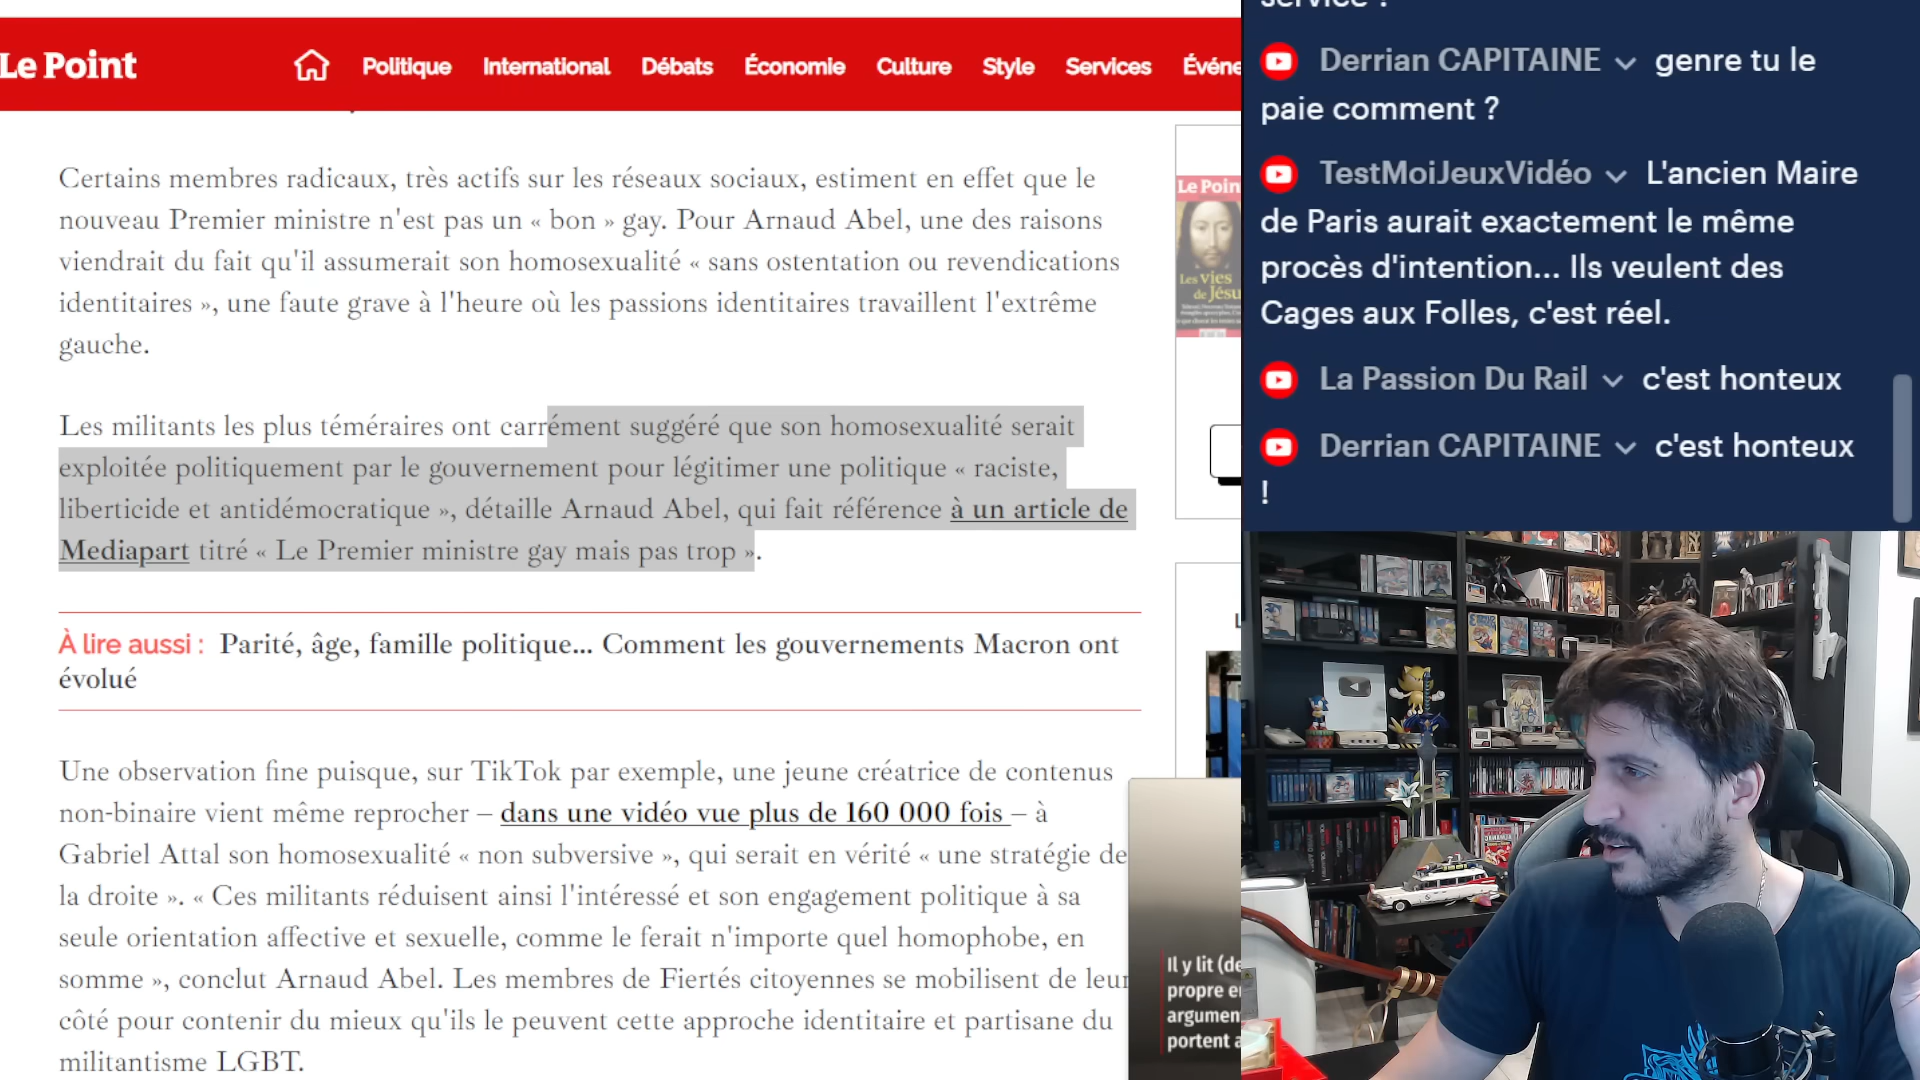 Le Point
Politique International Débats Économie Culture Style Services
Certains membres radicaux, très actifs sur les réseaux sociaux, estiment en effet que le
nouveau Premier ministre n'est pas un « bon » gay. Pour Arnaud Abel, une des raisons
viendrait du fait qu'il assumerait son homosexualité « sans ostentation ou revendications
identitaires », une faute grave à l'heure où les passions identitaires travaillent l'extrême
gauche.
Les militants les plus téméraires ont carrément suggéré que son homosexualité serait
exploitée politiquement par le gouvernement pour légitimer une politique « raciste,
liberticide et antidémocratique », détaille Arnaud Abel, qui fait référence à un article de
Mediapart titré « Le Premier ministre gay mais pas trop ».
À lire aussi : Parité, âge, famille politique... Comment les gouvernements Macron ont
évolué
Une observation fine puisque, sur TikTok par exemple, une jeune créatrice de contenus
non-binaire vient même reprocher – dans une vidéo vue plus de 160 000 fois – à
Gabriel Attal son homosexualité « non subversive », qui serait en vérité « une stratégie de
la droite ». « Ces militants réduisent ainsi l'intéressé et son engagement politique à sa
seule orientation affective et sexuelle, comme le ferait n'importe quel homophobe, en
somme », conclut Arnaud Abel. Les membres de Fiertés citoyennes se mobilisent de leur
côté pour contenir du mieux qu'ils le peuvent cette approche identitaire et partisane du
militantisme LGBT.
Le Point
Les vies
de Jésu
Il y lit (de
propre e
argumen
portent a
service ?
Derrian CAPITAINE genre tu le
paie comment ?
TestMoiJeuxVidéo L'ancien Maire
de Paris aurait exactement le même
procès d'intention... Ils veulent des
Cages aux Folles, c'est réel.
La Passion Du Rail c'est honteux
Derrian CAPITAINE c'est honteux
!